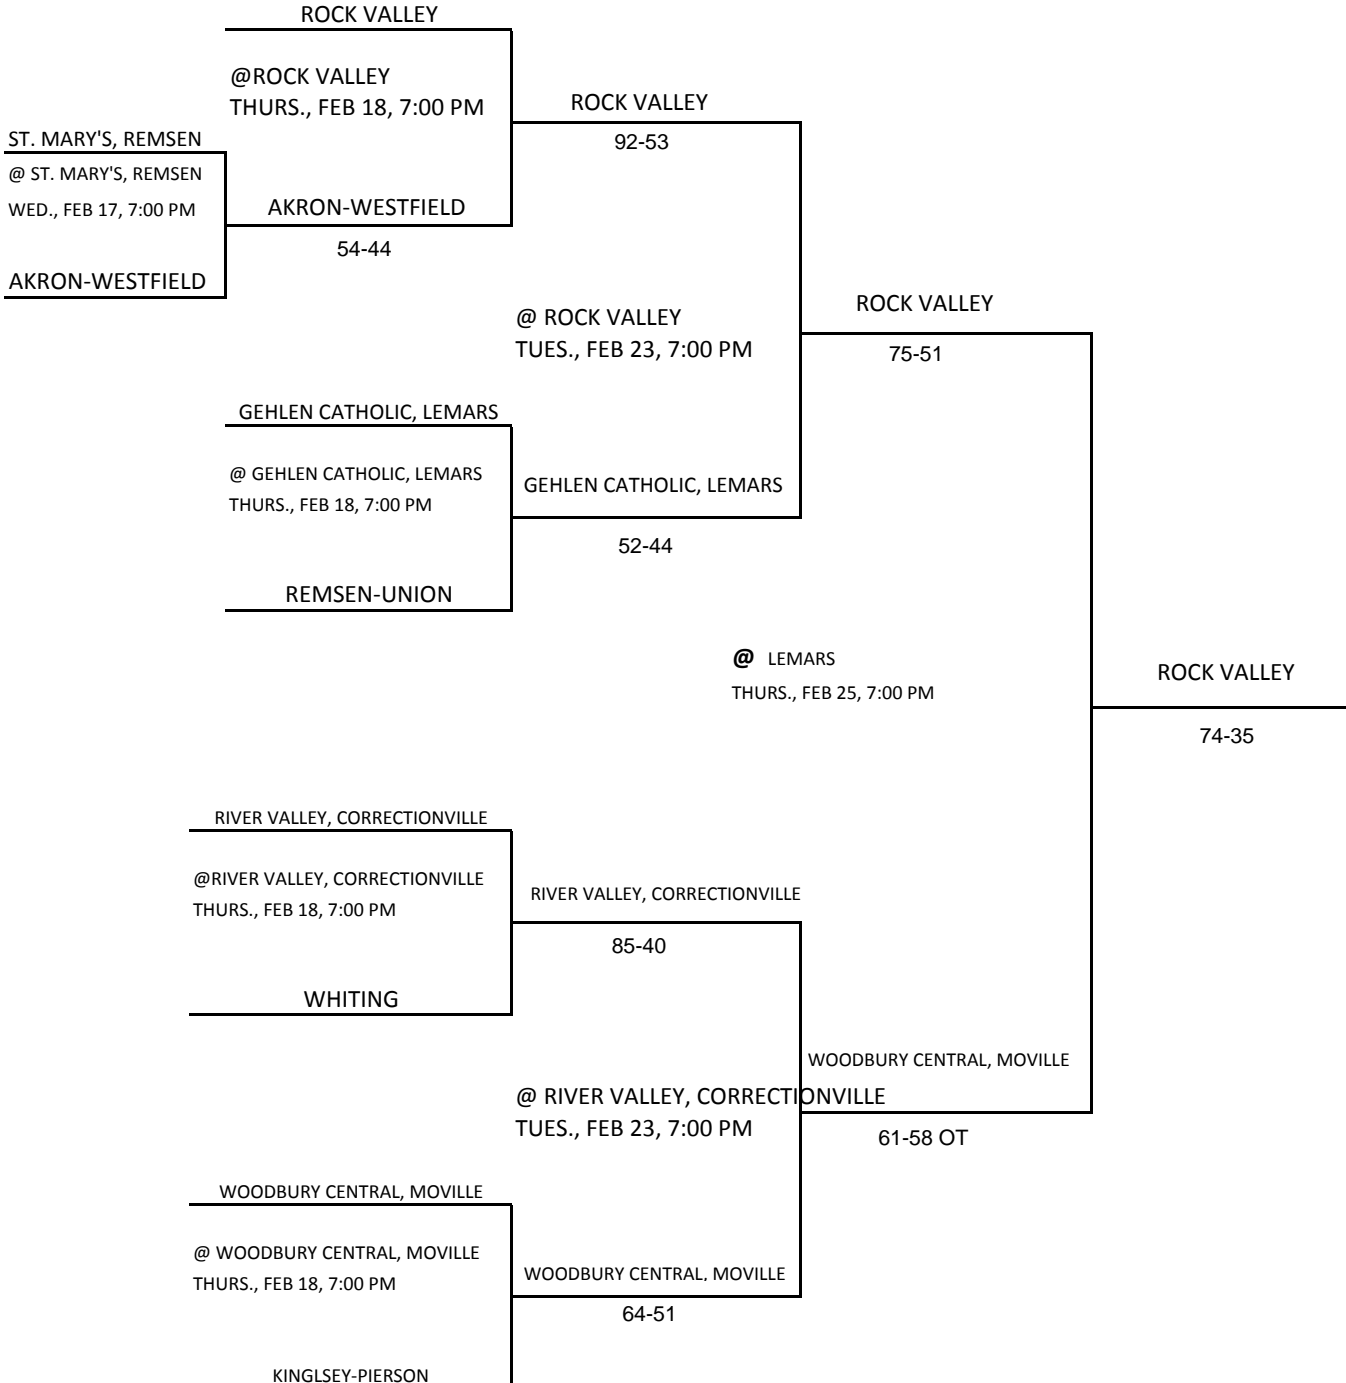 ROCK VALLEY
@ROCK VALLEY
THURS., FEB 18, 7:00 PM
ROCK VALLEY
92-53
ST. MARY'S, REMSEN
@ ST. MARY'S, REMSEN
WED., FEB 17, 7:00 PM
AKRON-WESTFIELD
54-44
AKRON-WESTFIELD
@ ROCK VALLEY
TUES., FEB 23, 7:00 PM
ROCK VALLEY
75-51
GEHLEN CATHOLIC, LEMARS
@ GEHLEN CATHOLIC, LEMARS
THURS., FEB 18, 7:00 PM
GEHLEN CATHOLIC, LEMARS
52-44
REMSEN-UNION
@ LEMARS
THURS., FEB 25, 7:00 PM
ROCK VALLEY
74-35
RIVER VALLEY, CORRECTIONVILLE
@RIVER VALLEY, CORRECTIONVILLE
THURS., FEB 18, 7:00 PM
RIVER VALLEY, CORRECTIONVILLE
85-40
WHITING
WOODBURY CENTRAL, MOVILLE
@ RIVER VALLEY, CORRECTIONVILLE
TUES., FEB 23, 7:00 PM
61-58 OT
WOODBURY CENTRAL, MOVILLE
@ WOODBURY CENTRAL, MOVILLE
THURS., FEB 18, 7:00 PM
WOODBURY CENTRAL, MOVILLE
64-51
KINGLSEY-PIERSON